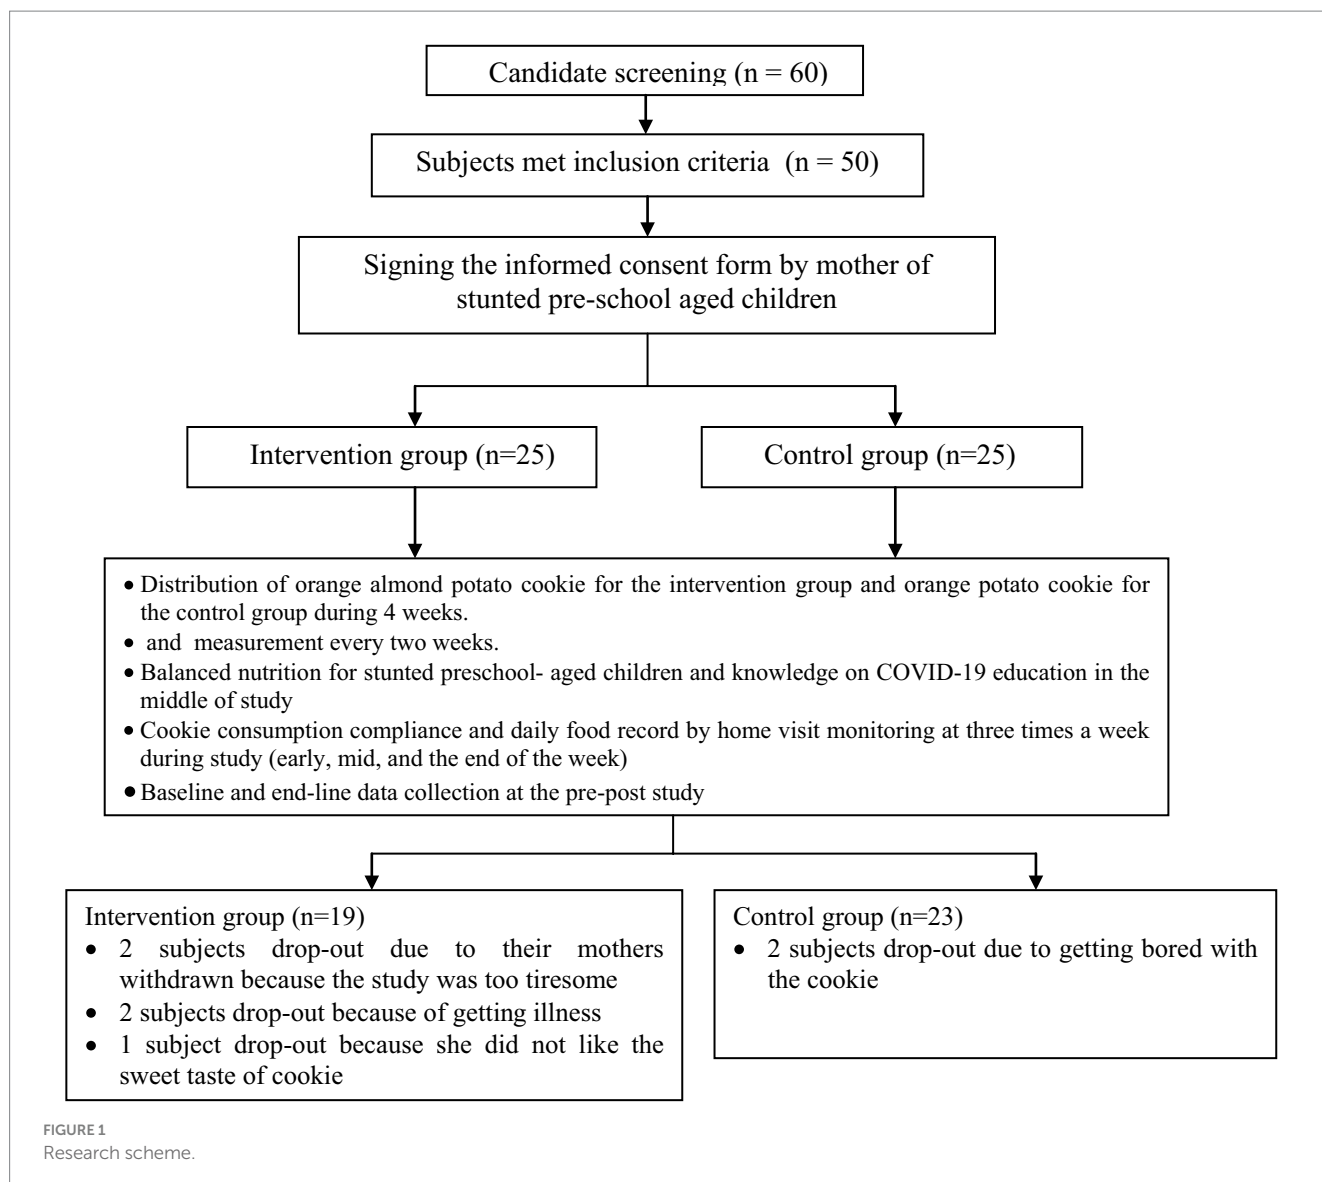 Candidate screening (n = 60)
Subjects met inclusion criteria (n = 50)
Signing the informed consent form by mother of
stunted pre-school aged children
Intervention group (n=25)
Control group (n=25)
• Distribution of orange almond potato cookie for the intervention group and orange potato cookie for
the control group during 4 weeks.
• and measurement every two weeks.
• Balanced nutrition for stunted preschool- aged children and knowledge on COVID-19 education in the
middle of study
• Cookie consumption compliance and daily food record by home visit monitoring at three times a week
during study (early, mid, and the end of the week)
• Baseline and end-line data collection at the pre-post study
Intervention group (n=19)
• 2 subjects drop-out due to their mothers
withdrawn because the study was too tiresome
• 2 subjects drop-out because of getting illness
• 1 subject drop-out because she did not like the
sweet taste of cookie
Control group (n=23)
• 2 subjects drop-out due to getting bored with
the cookie
FIGURE 1
Research scheme.